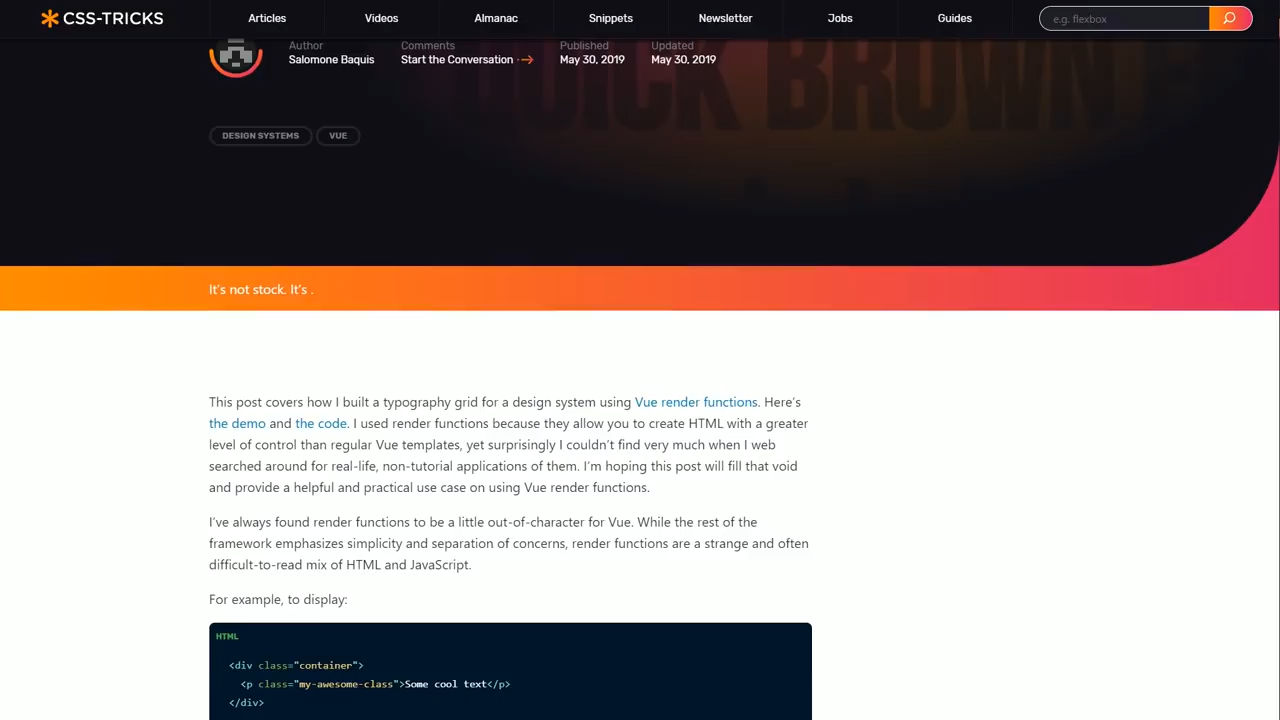 CSS-TRICKS
Articles
Videos
Almanac
Snippets
Newsletter
Jobs
Guides
e.g. flexbox
Author
Salomone Baquis
Comments
Start the Conversation
Published
May 30, 2019
Updated
May 30, 2019
QUICK BROWN
DESIGN SYSTEMS
VUE
It's not stock. It's .
This post covers how I built a typography grid for a design system using Vue render functions. Here's
the demo and the code. I used render functions because they allow you to create HTML with a greater
level of control than regular Vue templates, yet surprisingly I couldn't find very much when I web
searched around for real-life, non-tutorial applications of them. I'm hoping this post will fill that void
and provide a helpful and practical use case on using Vue render functions.
I've always found render functions to be a little out-of-character for Vue. While the rest of the
framework emphasizes simplicity and separation of concerns, render functions are a strange and often
difficult-to-read mix of HTML and JavaScript.
For example, to display:
HTML
<div class="container">
<p class="my-awesome-class">Some cool text</p>
</div>